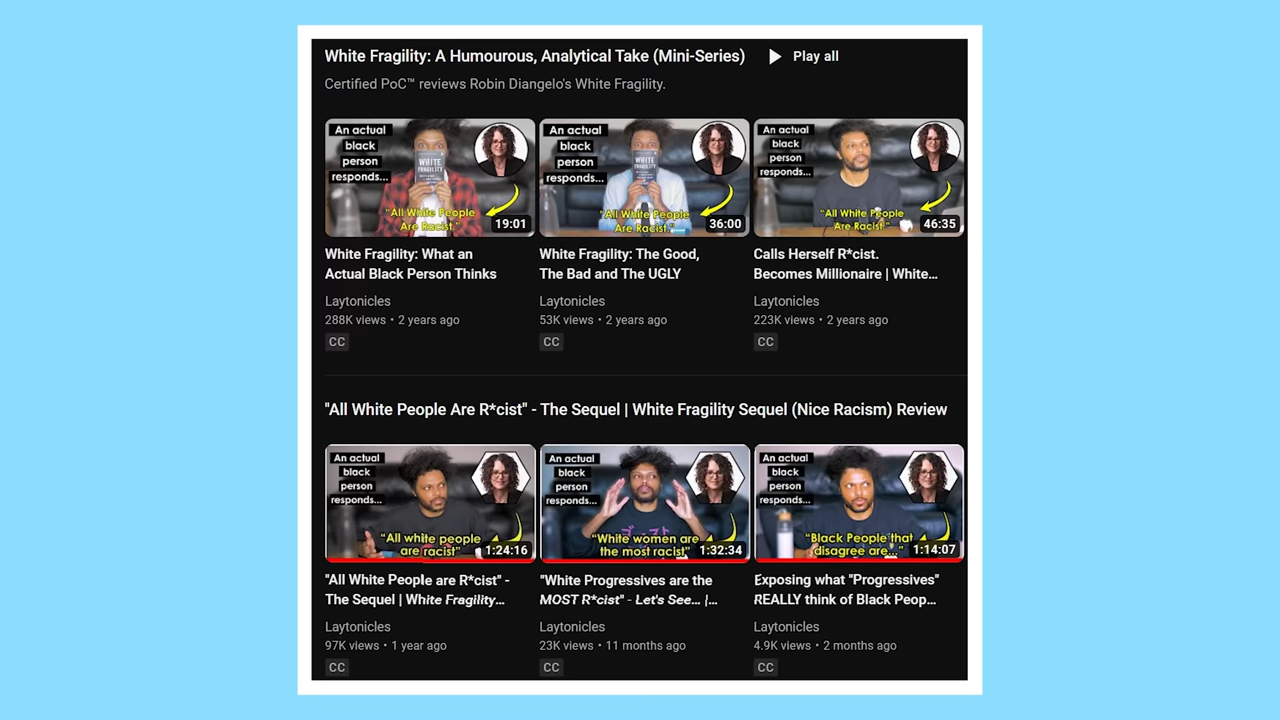 White Fragility: A Humourous, Analytical Take (Mini-Series)
Play all
Certified PoC™ reviews Robin Diangelo's White Fragility.
An actual
black
person
responds...
WHITE
FRAGILITY
"All White People
Are Racist."
19:01
An actual
black
person
responds...
WHITE
FRAGILITY
"All White People
Are Racist."
36:00
An actual
black
person
responds...
"All White People
Are Racist."
46:35
White Fragility: What an
Actual Black Person Thinks
Laytonicles
288K views • 2 years ago
CC
White Fragility: The Good,
The Bad and The UGLY
Laytonicles
53K views • 2 years ago
CC
Calls Herself R*cist.
Becomes Millionaire | White...
Laytonicles
223K views • 2 years ago
CC
"All White People Are R*cist" - The Sequel | White Fragility Sequel (Nice Racism) Review
An actual
black
person
responds...
"All white people
are racist"
1:24:16
An actual
black
person
responds...
ゴースト
"White women are
the most racist"
1:32:34
An actual
black
person
responds...
"Black People that
disagree are..."
1:14:07
"All White People are R*cist" -
The Sequel | White Fragility...
Laytonicles
97K views • 1 year ago
CC
"White Progressives are the
MOST R*cist" - Let's See... |...
Laytonicles
23K views • 11 months ago
CC
Exposing what "Progressives"
REALLY think of Black Peop...
Laytonicles
4.9K views • 2 months ago
CC